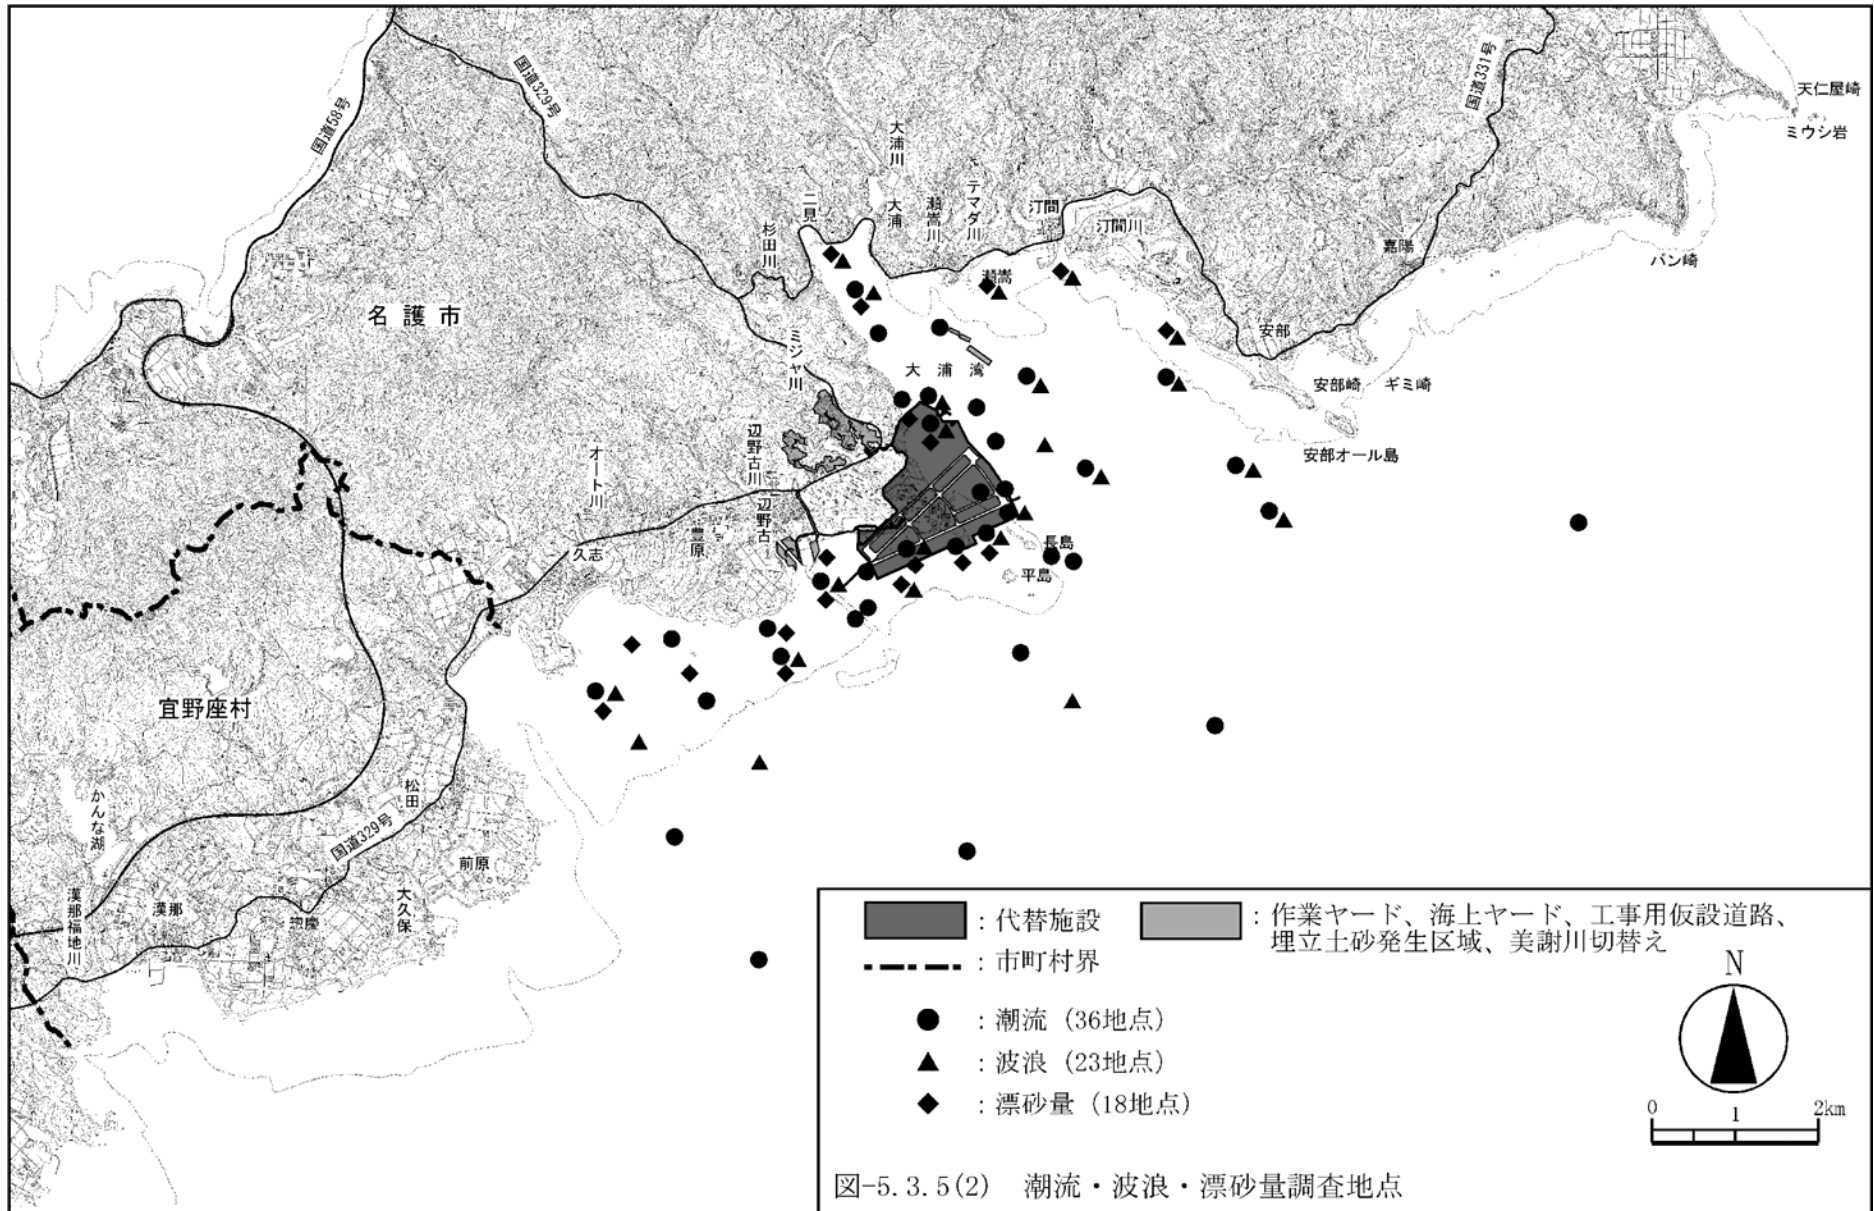 国道58号
国道329号
国道331号
天仁屋崎
ミウシ岩
バン崎
大浦川
大浦
瀬嵩川
テマダ川
汀間
汀間川
嘉陽
二見
杉田川
瀬嵩
名護市
ミジャ川
大浦湾
安部
安部崎
ギミ崎
安部オール島
辺野古川
辺野古
オート川
豊原
久志
長島
平島
宜野座村
かんな湖
松田
国道329号
前原
大久保
漢那福地川
漢那
惣慶
：代替施設
：作業ヤード、海上ヤード、工事用仮設道路、
埋立土砂発生区域、美謝川切替え
：市町村界
：潮流（36地点）
：波浪（23地点）
：漂砂量（18地点）
N
0 1 2km
図-5.3.5(2) 潮流・波浪・漂砂量調査地点